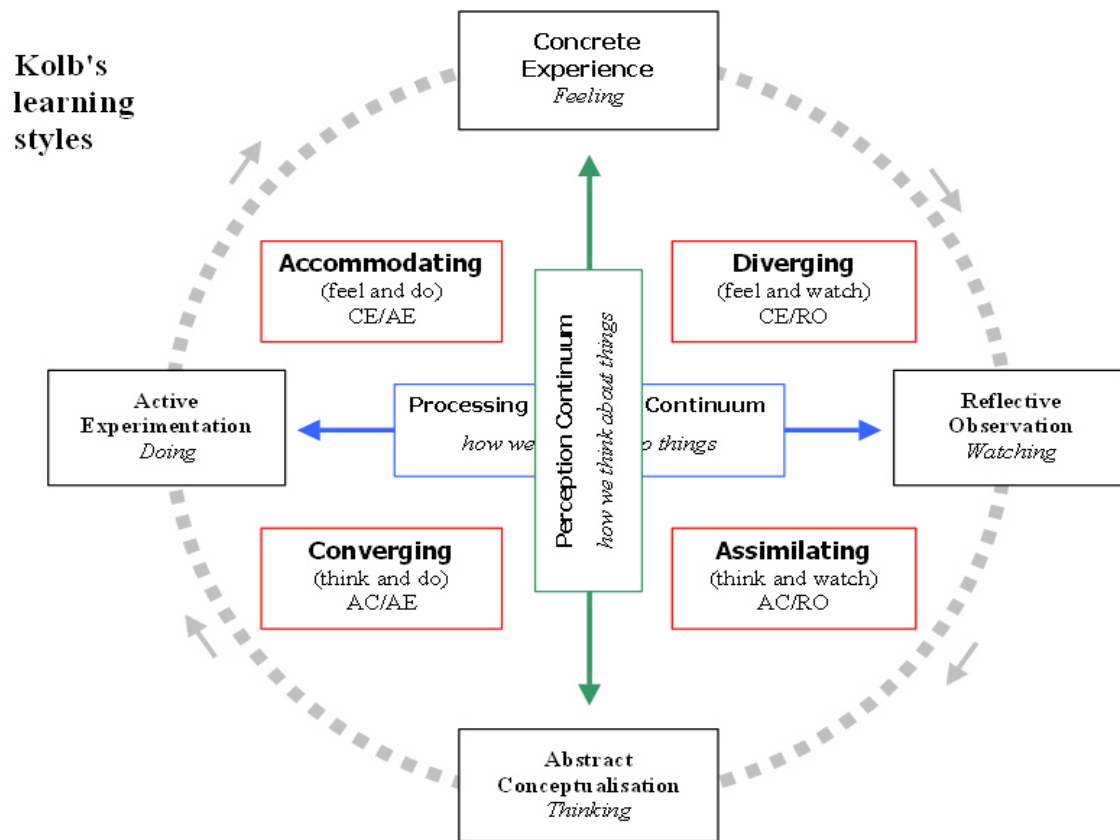 Kolb's
learning
styles
Concrete
Experience
Feeling
Accommodating
(feel and do)
CE/AE
Diverging
(feel and watch)
CE/RO
Active
Experimentation
Doing
Processing Continuum
how we o things
Perception Continuum
how we think about things
Reflective
Observation
Watching
Converging
(think and do)
AC/AE
Assimilating
(think and watch)
AC/RO
Abstract
Conceptualisation
Thinking